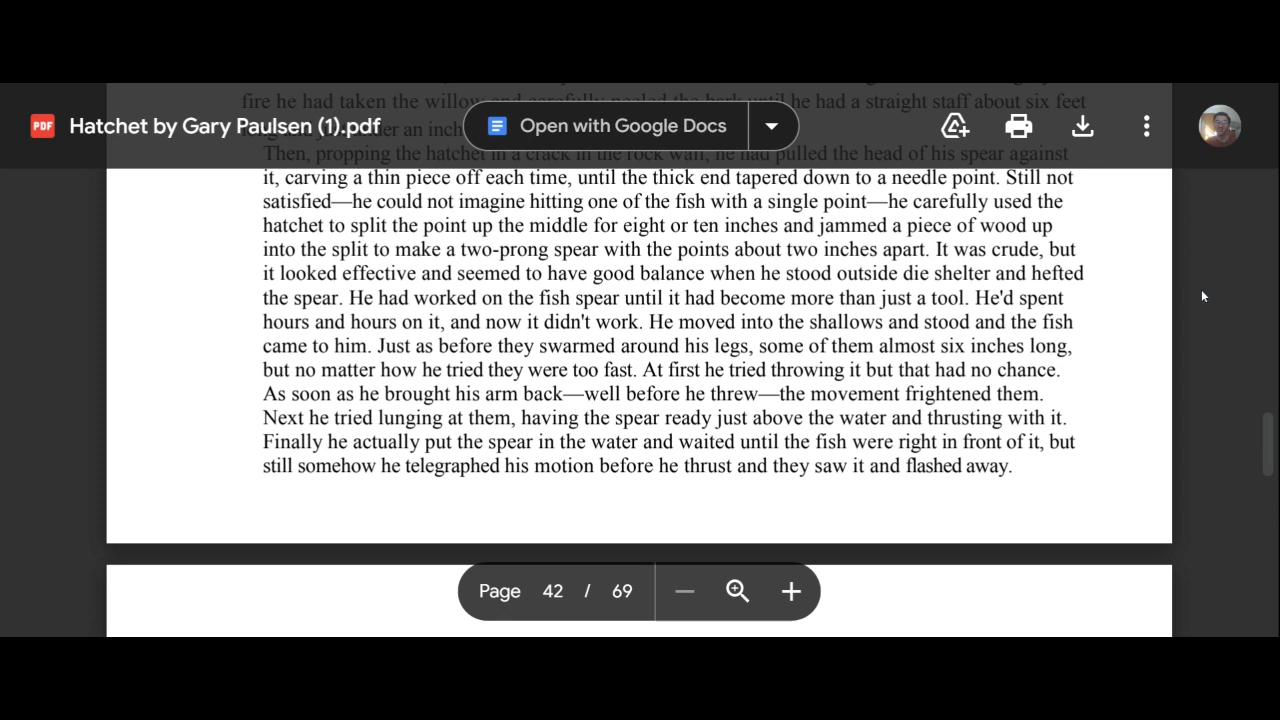 fire he had taken the willow and carefully peeled the bark until he had a straight staff about six feet
Hatchet by Gary Paulsen (1).pdf
Open with Google Docs
an inch
Then, propping the hatchet in a crack in the rock wall, he had pulled the head of his spear against
it, carving a thin piece off each time, until the thick end tapered down to a needle point. Still not
satisfied—he could not imagine hitting one of the fish with a single point—he carefully used the
hatchet to split the point up the middle for eight or ten inches and jammed a piece of wood up
into the split to make a two-prong spear with the points about two inches apart. It was crude, but
it looked effective and seemed to have good balance when he stood outside die shelter and hefted
the spear. He had worked on the fish spear until it had become more than just a tool. He'd spent
hours and hours on it, and now it didn't work. He moved into the shallows and stood and the fish
came to him. Just as before they swarmed around his legs, some of them almost six inches long,
but no matter how he tried they were too fast. At first he tried throwing it but that had no chance.
As soon as he brought his arm back—well before he threw—the movement frightened them.
Next he tried lunging at them, having the spear ready just above the water and thrusting with it.
Finally he actually put the spear in the water and waited until the fish were right in front of it, but
still somehow he telegraphed his motion before he thrust and they saw it and flashed away.
Page 42 / 69